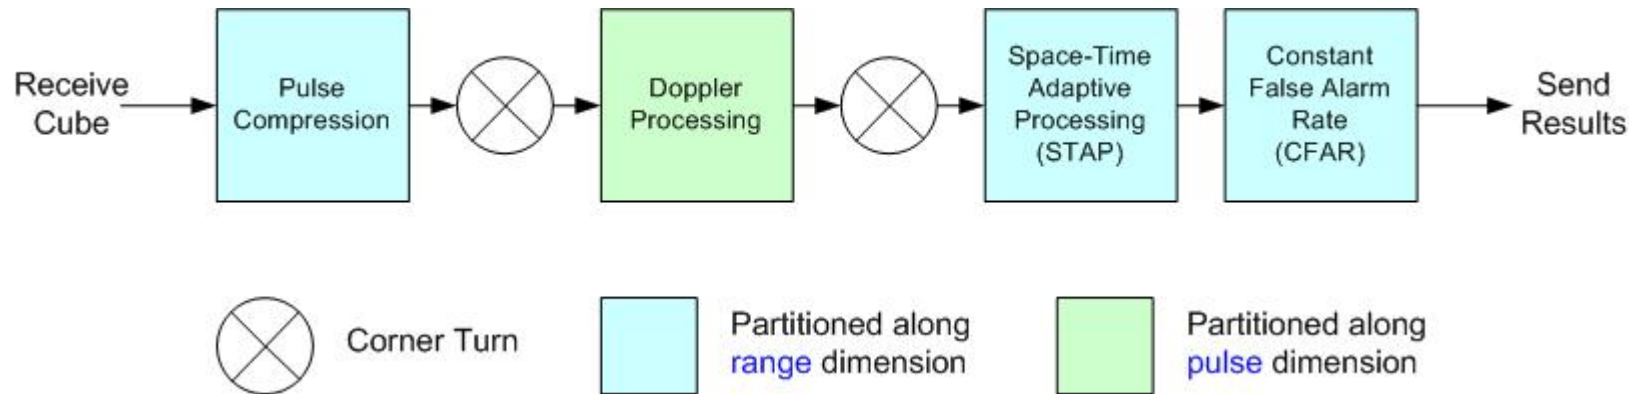 Receive
Cube
Pulse
Compression
Doppler
Processing
Space-Time
Adaptive
Processing
(STAP)
Constant
False Alarm
Rate
(CFAR)
Send
Results
Corner Turn
Partitioned along
range dimension
Partitioned along
pulse dimension